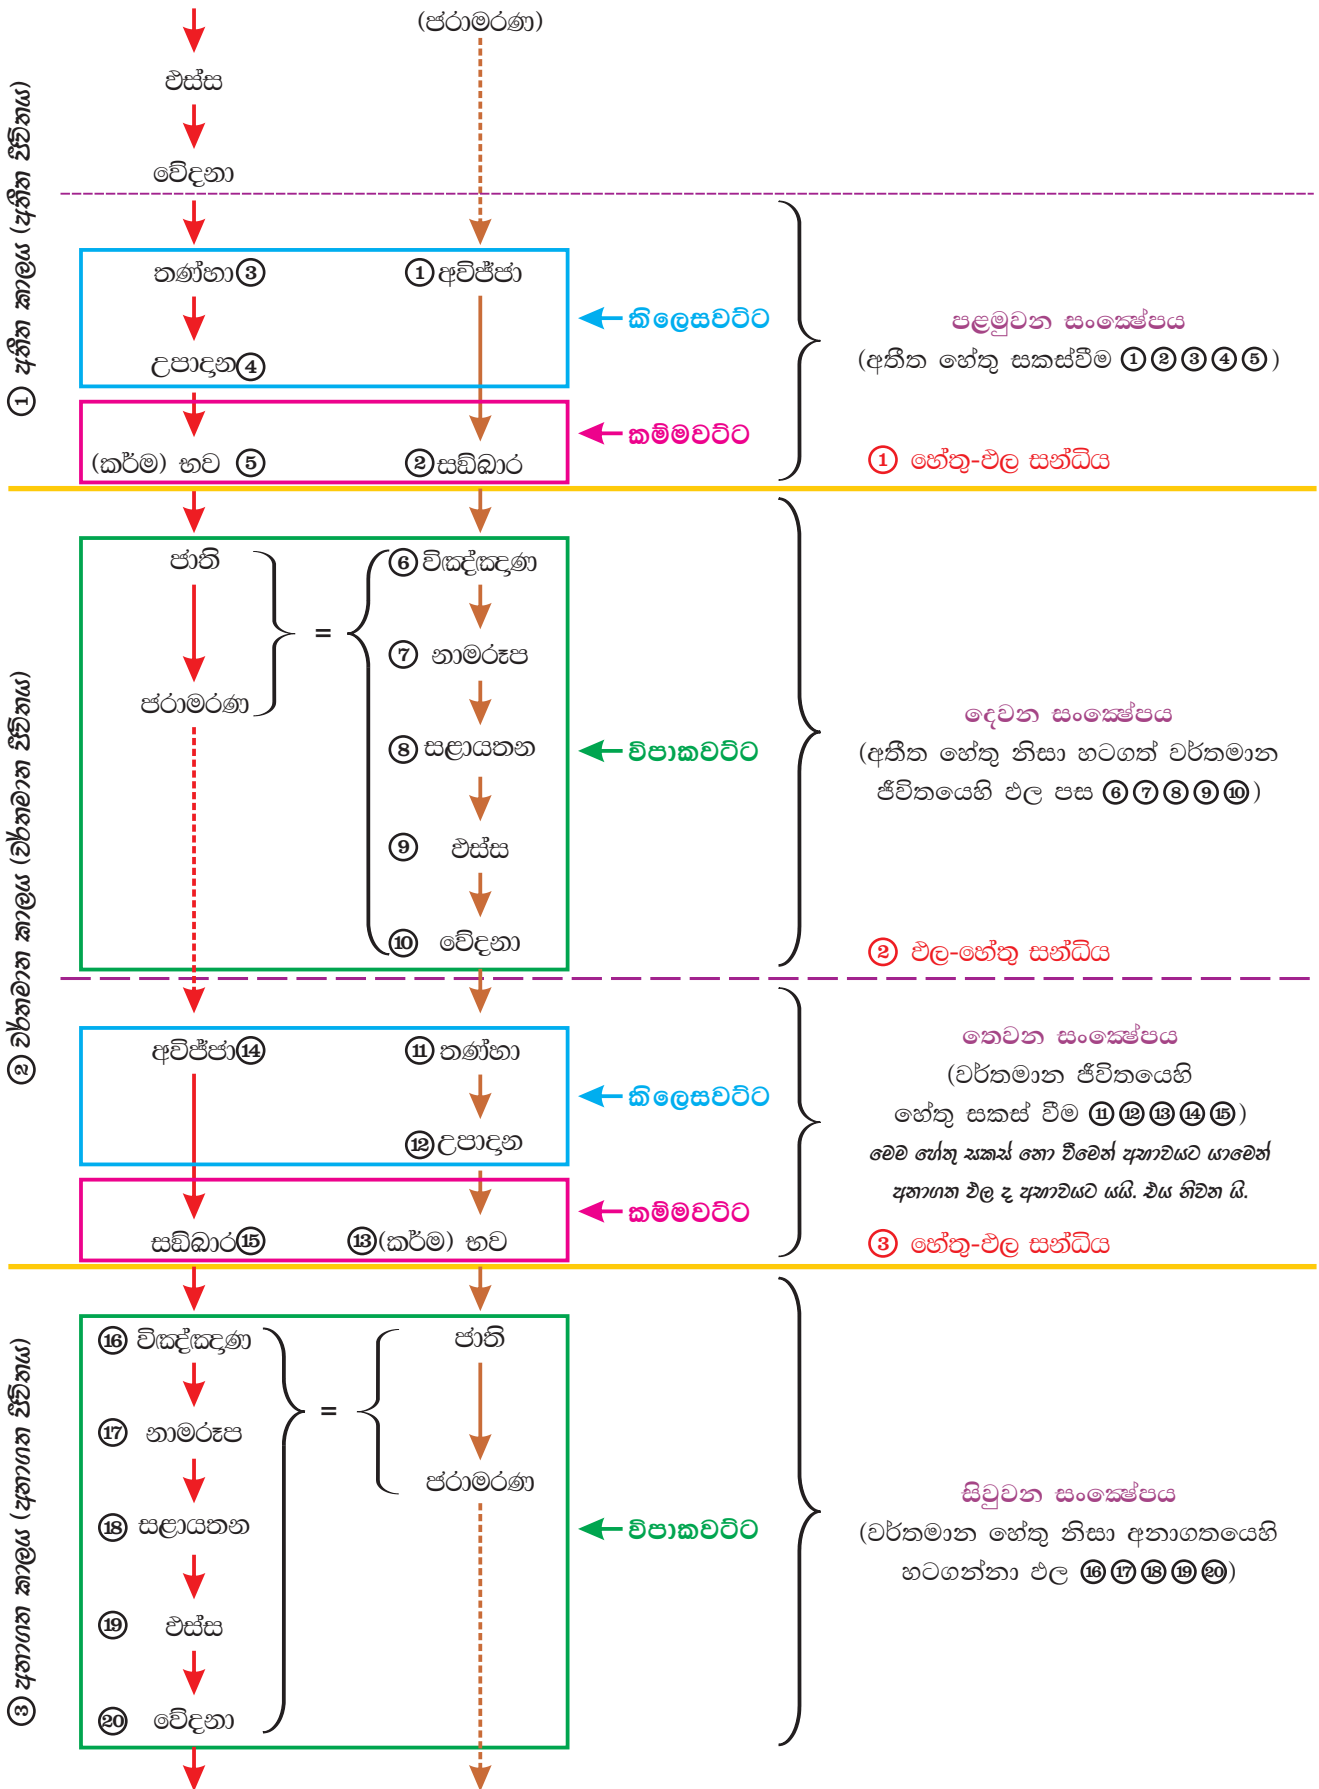 (ජරාමරණ)
ඵස්ස
වේදනා
① අතීත කාලය (අතීත ජීවිතය)
තණ්හා③ ①අවිජ්ජා
කිලෙසවට්ට
උපාදාන④
පළමුවන සංක්‍ෂේපය
(අතීත හේතු සකස්වීම ①②③④⑤)
කම්මවට්ට
(කර්ම) භව ⑤ ②සඞ්ඛාර
① හේතු-ඵල සන්ධිය
② වර්තමාන කාලය (වර්තමාන ජීවිතය)
ජාති = ⑥විඤ්ඤාණ
⑦ නාමරූප
ජරාමරණ
⑧ සළායතන
විපාකවට්ට
⑨ ඵස්ස
⑩ වේදනා
දෙවන සංක්‍ෂේපය
(අතීත හේතු නිසා හටගත් වර්තමාන
ජීවිතයෙහි ඵල පස ⑥⑦⑧⑨⑩)
② ඵල-හේතු සන්ධිය
අවිජ්ජා⑭ ⑪තණ්හා
කිලෙසවට්ට
⑫උපාදාන
තෙවන සංක්‍ෂේපය
(වර්තමාන ජීවිතයෙහි
හේතු සකස් වීම ⑪⑫⑬⑭⑮)
මෙම හේතු සකස් නො වීමෙන් අභාවයට යාමෙන්
අනාගත ඵල ද අභාවයට යයි. එය නිවන යි.
කම්මවට්ට
සඞ්ඛාර⑮ ⑬(කර්ම) භව
③ හේතු-ඵල සන්ධිය
③ අනාගත කාලය (අනාගත ජීවිතය)
⑯ විඤ්ඤාණ = ජාති
⑰ නාමරූප
ජරාමරණ
⑱ සළායතන
විපාකවට්ට
⑲ ඵස්ස
⑳ වේදනා
සිවුවන සංක්‍ෂේපය
(වර්තමාන හේතු නිසා අනාගතයෙහි
හටගන්නා ඵල ⑯⑰⑱⑲⑳)